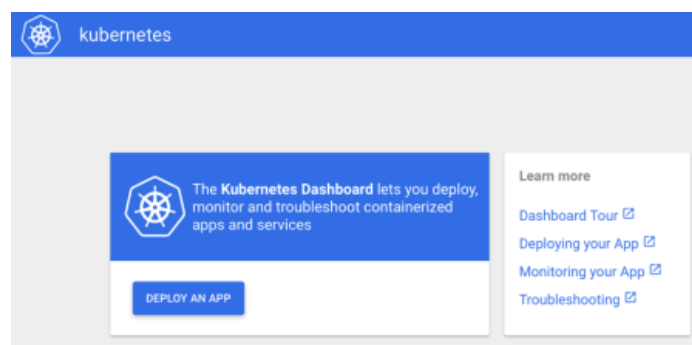 kubernetes
The Kubernetes Dashboard lets you deploy,
monitor and troubleshoot containerized
apps and services
DEPLOY AN APP
Learn more
Dashboard Tour
Deploying your App
Monitoring your App
Troubleshooting